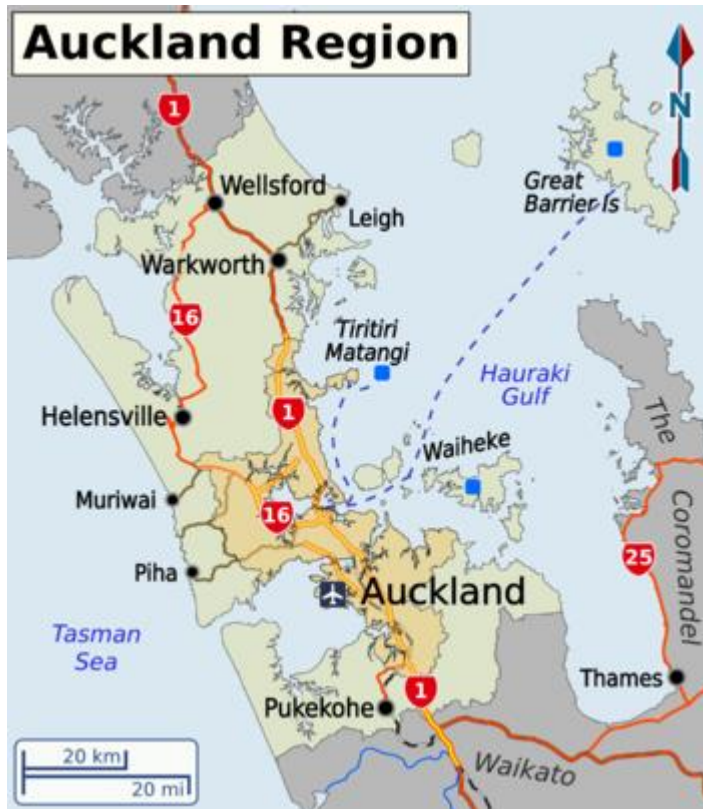 Auckland Region
1
N
Wellsford
Great
Barrier Is
Leigh
Warkworth
16
Tiritiri
Matangi
Hauraki
Gulf
The
Helensville
1
Waiheke
Muriwai
16
Coromandel
25
Piha
Auckland
Tasman
Sea
Thames
1
Pukekohe
Waikato
20 km
20 mi